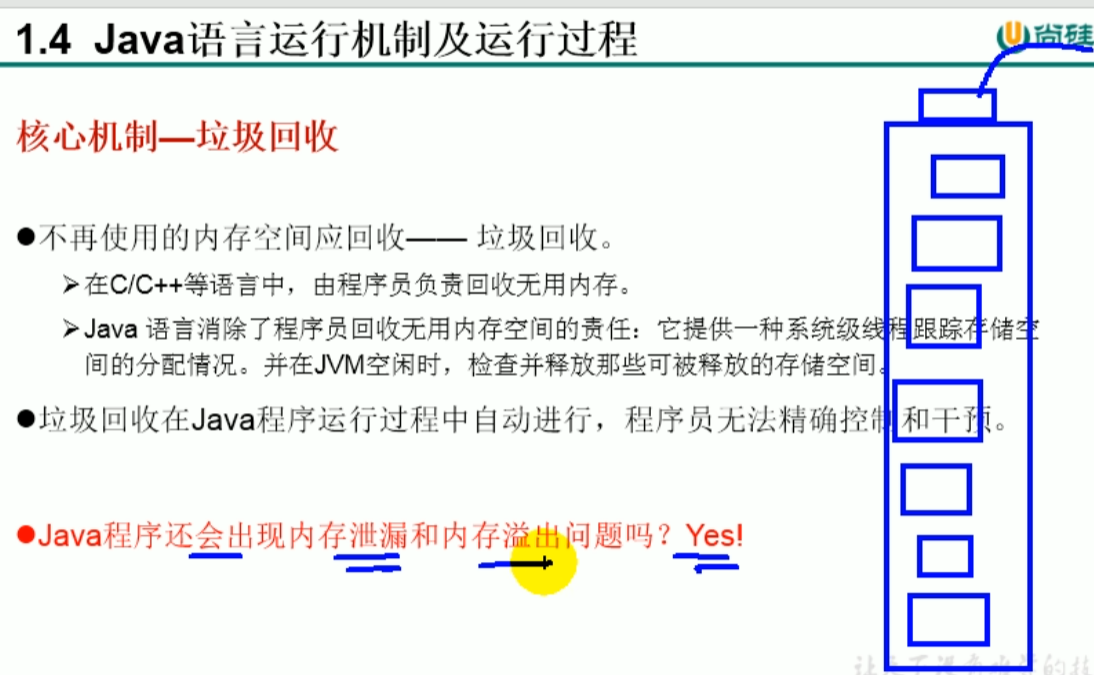 1.4 Java语言运行机制及运行过程
尚硅
核心机制—垃圾回收
●不再使用的内存空间应回收—— 垃圾回收。
➢在C/C++等语言中，由程序员负责回收无用内存。
➢Java 语言消除了程序员回收无用内存空间的责任：它提供一种系统级线程跟踪存储空
间的分配情况。并在JVM空闲时，检查并释放那些可被释放的存储空间。
●垃圾回收在Java程序运行过程中自动进行，程序员无法精确控制和干预。
●Java程序还会出现内存泄漏和内存溢出问题吗？Yes!